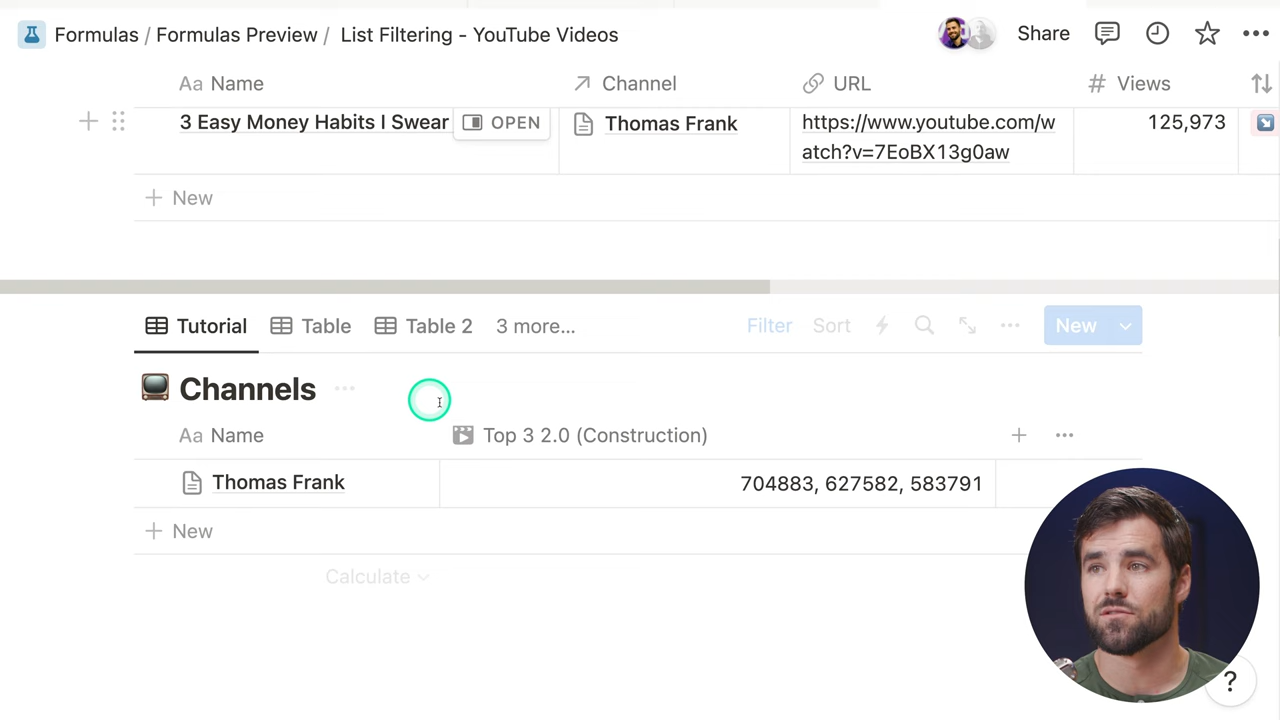 Formulas / Formulas Preview / List Filtering - YouTube Videos Share
Aa Name Channel URL # Views
3 Easy Money Habits I Swear OPEN Thomas Frank https://www.youtube.com/w 125,973
atch?v=7EoBX13g0aw
+ New
Tutorial Table Table 2 3 more... Filter Sort New
Channels
Aa Name Top 3 2.0 (Construction)
Thomas Frank 704883, 627582, 583791
+ New
Calculate
?